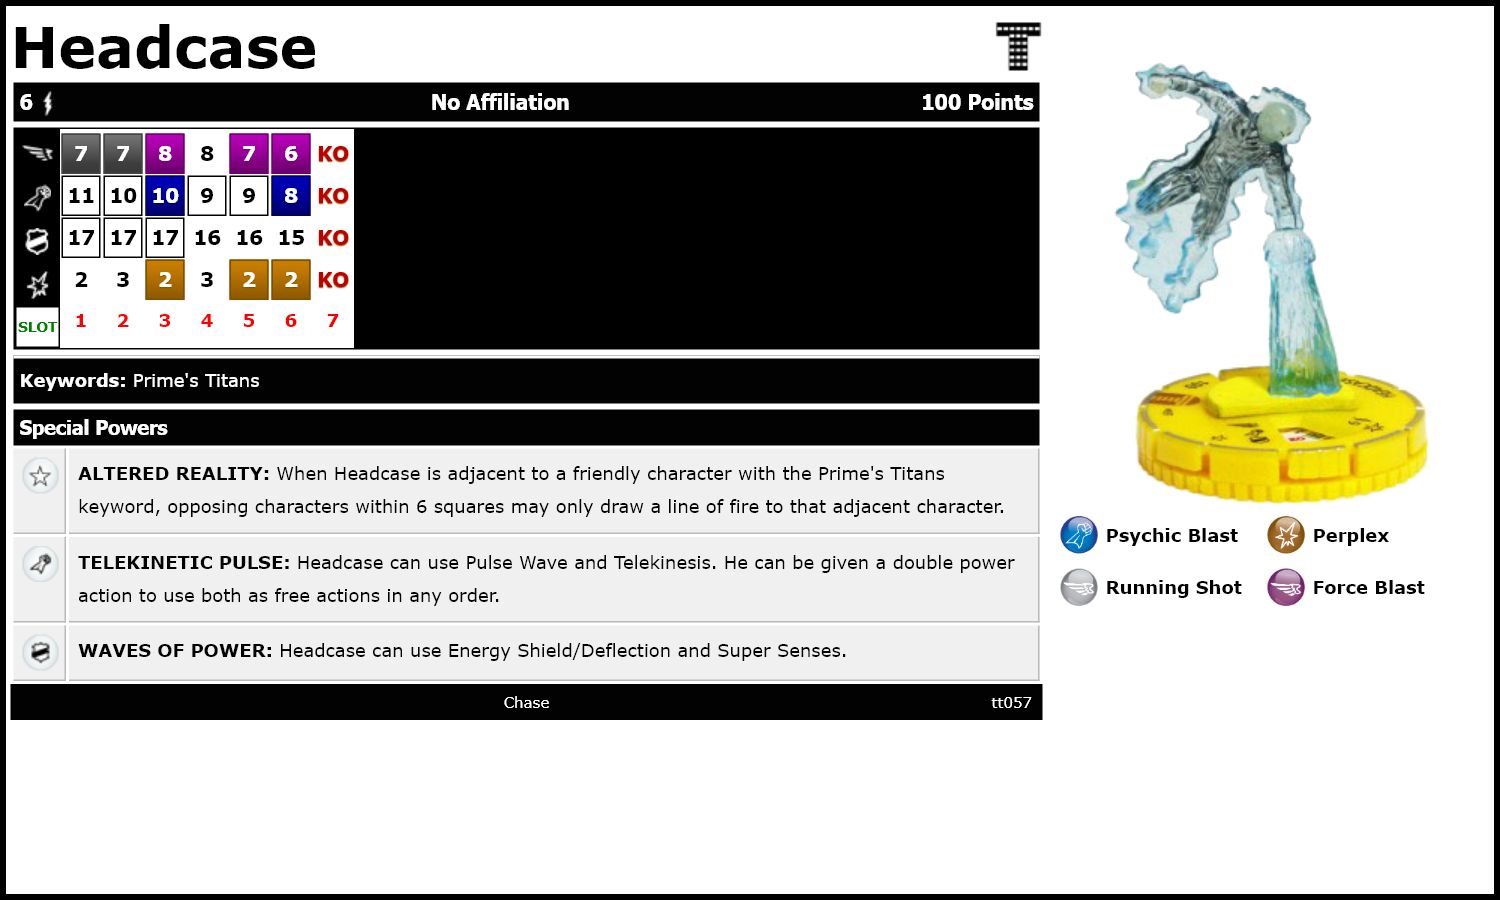 Headcase
6 No Affiliation 100 Points
7 7 8 8 7 6 KO
11 10 10 9 9 8 KO
17 17 17 16 16 15 KO
2 3 2 3 2 2 KO
SLOT 1 2 3 4 5 6 7
Keywords: Prime's Titans
Special Powers
ALTERED REALITY: When Headcase is adjacent to a friendly character with the Prime's Titans
keyword, opposing characters within 6 squares may only draw a line of fire to that adjacent character.
TELEKINETIC PULSE: Headcase can use Pulse Wave and Telekinesis. He can be given a double power
action to use both as free actions in any order.
WAVES OF POWER: Headcase can use Energy Shield/Deflection and Super Senses.
Chase tt057
Psychic Blast Perplex
Running Shot Force Blast